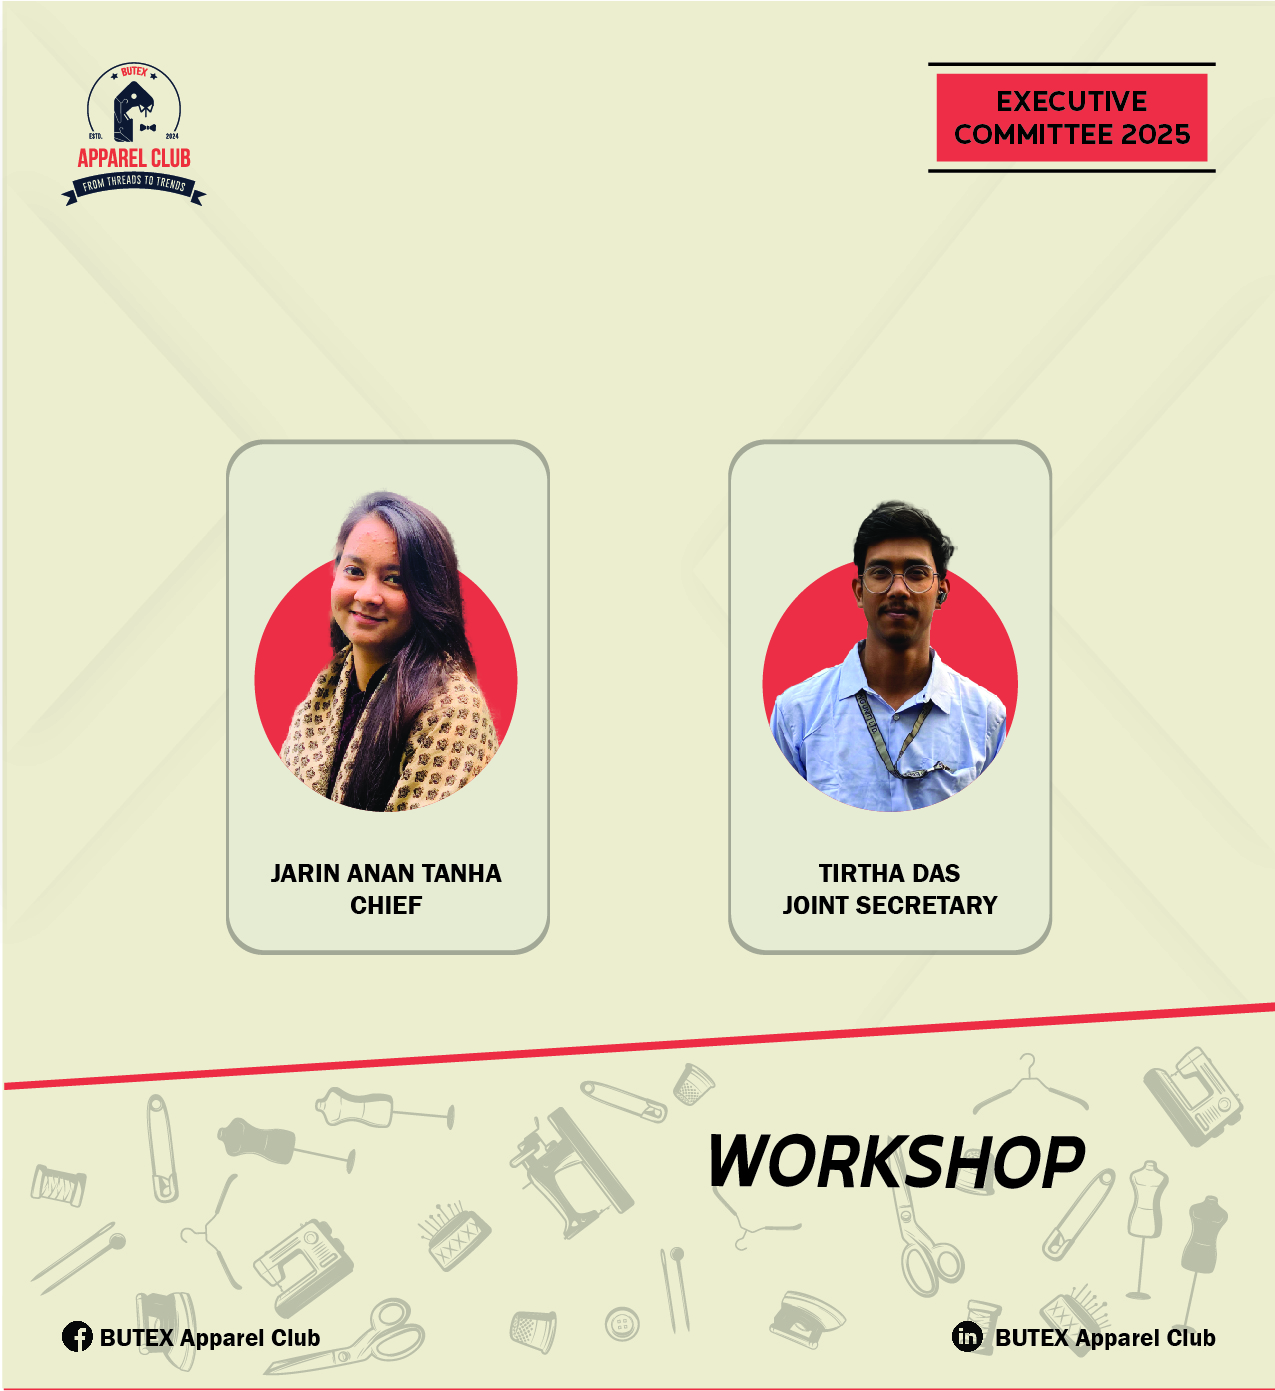 BUTEX
ESTD. 2024
APPAREL CLUB
FROM THREADS TO TRENDS
EXECUTIVE
COMMITTEE 2025
JARIN ANAN TANHA
CHIEF
TIRTHA DAS
JOINT SECRETARY
WORKSHOP
BUTEX Apparel Club
in BUTEX Apparel Club